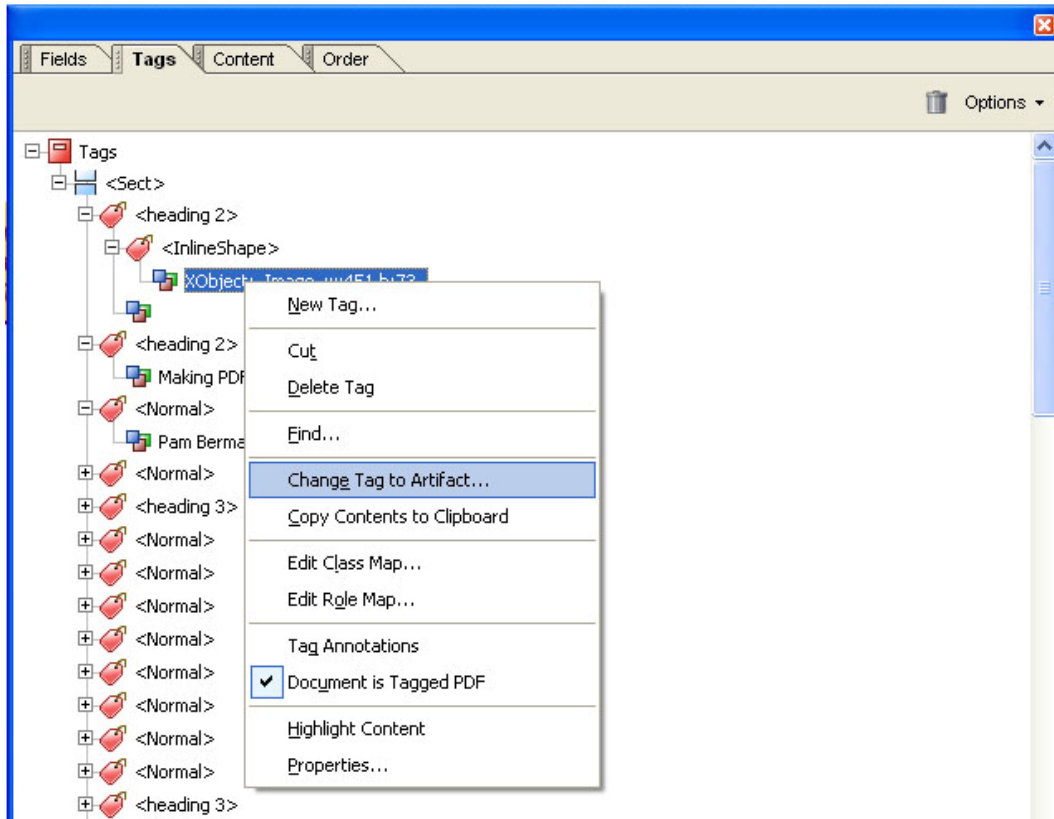 Fields Tags Content Order
Options
Tags
<Sect>
<heading 2>
<InlineShape>
XObject: Image
New Tag...
<heading 2>
Cut
Making PDF
Delete Tag
<Normal>
Find...
Pam Berma
<Normal>
Change Tag to Artifact...
<heading 3>
Copy Contents to Clipboard
<Normal>
Edit Class Map...
<Normal>
Edit Role Map...
<Normal>
<Normal>
Tag Annotations
<Normal>
Document is Tagged PDF
<Normal>
<Normal>
Highlight Content
<Normal>
Properties...
<heading 3>